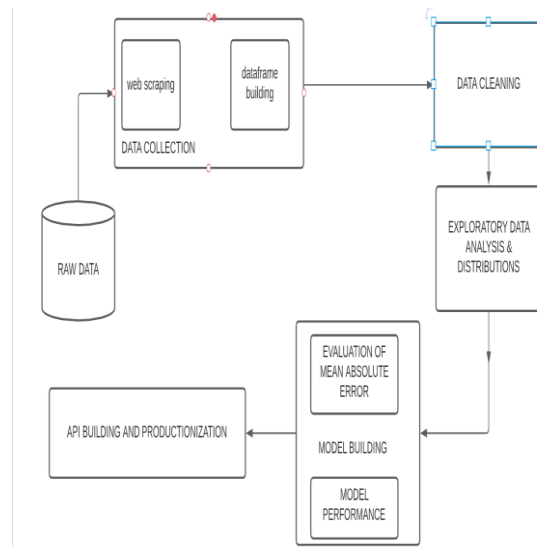 web scraping
dataframe
building
DATA COLLECTION
DATA CLEANING
RAW DATA
EXPLORATORY DATA
ANALYSIS &
DISTRIBUTIONS
EVALUATION OF
MEAN ABSOLUTE
ERROR
MODEL BUILDING
MODEL
PERFORMANCE
API BUILDING AND PRODUCTIONIZATION